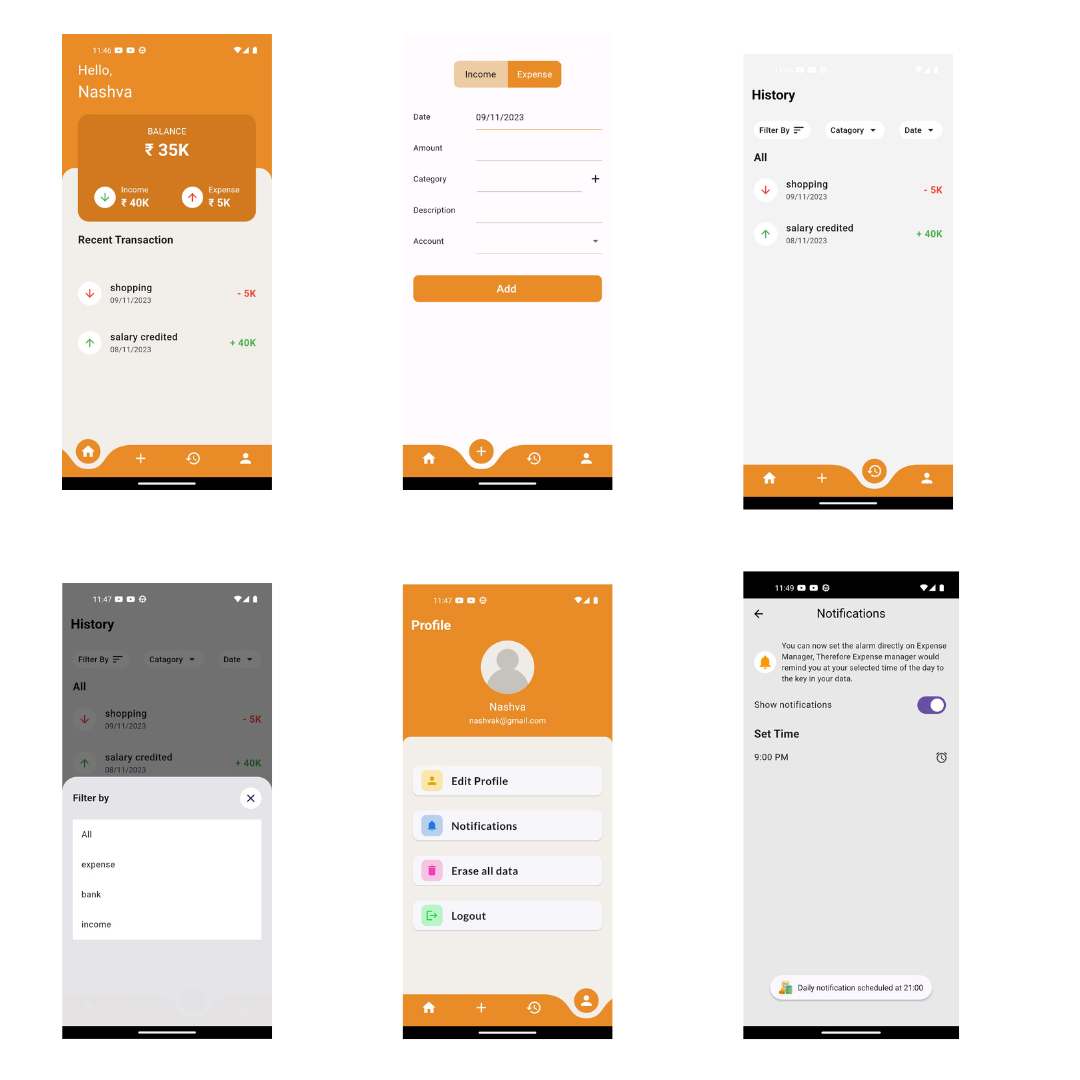 11:46
Hello,
Nashva
BALANCE
₹ 35K
Income
₹ 40K
Expense
₹ 5K
Recent Transaction
shopping
09/11/2023
- 5K
salary credited
08/11/2023
+ 40K
Income
Expense
Date
09/11/2023
Amount
Category
+
Description
Account
Add
History
Filter By
Catagory
Date
All
shopping
09/11/2023
- 5K
salary credited
08/11/2023
+ 40K
11:47
History
Filter By
Catagory
Date
All
shopping
09/11/2023
- 5K
salary credited
08/11/2023
+ 40K
Filter by
All
expense
bank
income
11:47
Profile
Nashva
nashvak@gmail.com
Edit Profile
Notifications
Erase all data
Logout
11:49
Notifications
You can now set the alarm directly on Expense
Manager, Therefore Expense manager would
remind you at your selected time of the day to
the key in your data.
Show notifications
Set Time
9:00 PM
Daily notification scheduled at 21:00